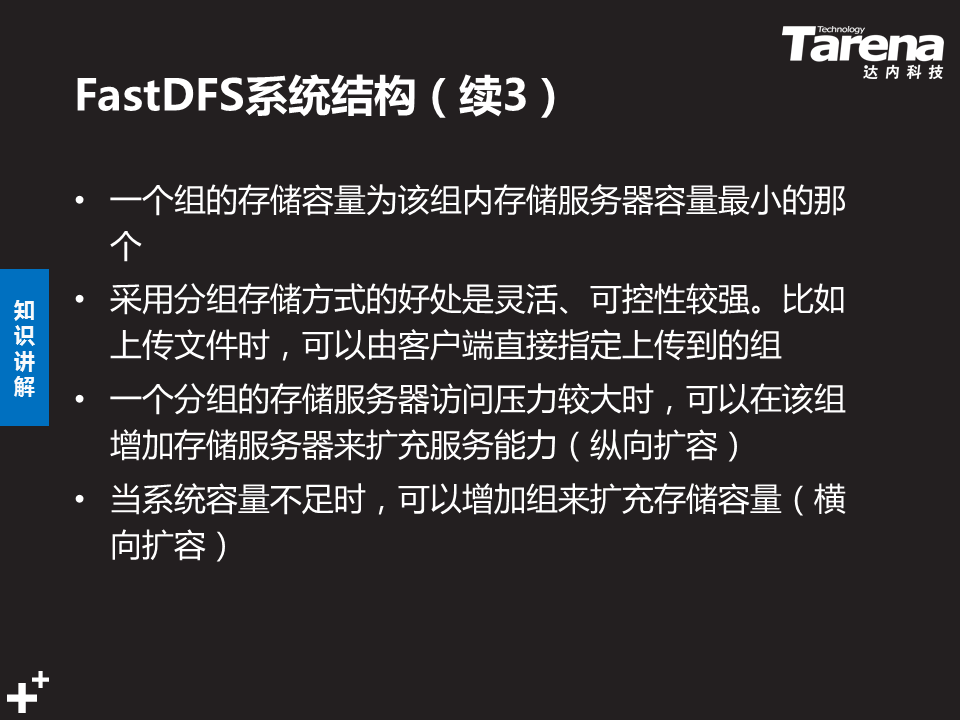 Technology
Tarena
达内科技
FastDFS系统结构（续3）
• 一个组的存储容量为该组内存储服务器容量最小的那
个
• 采用分组存储方式的好处是灵活、可控性较强。比如
上传文件时，可以由客户端直接指定上传到的组
• 一个分组的存储服务器访问压力较大时，可以在该组
增加存储服务器来扩充服务能力（纵向扩容）
• 当系统容量不足时，可以增加组来扩充存储容量（横
向扩容）
知
识
讲
解